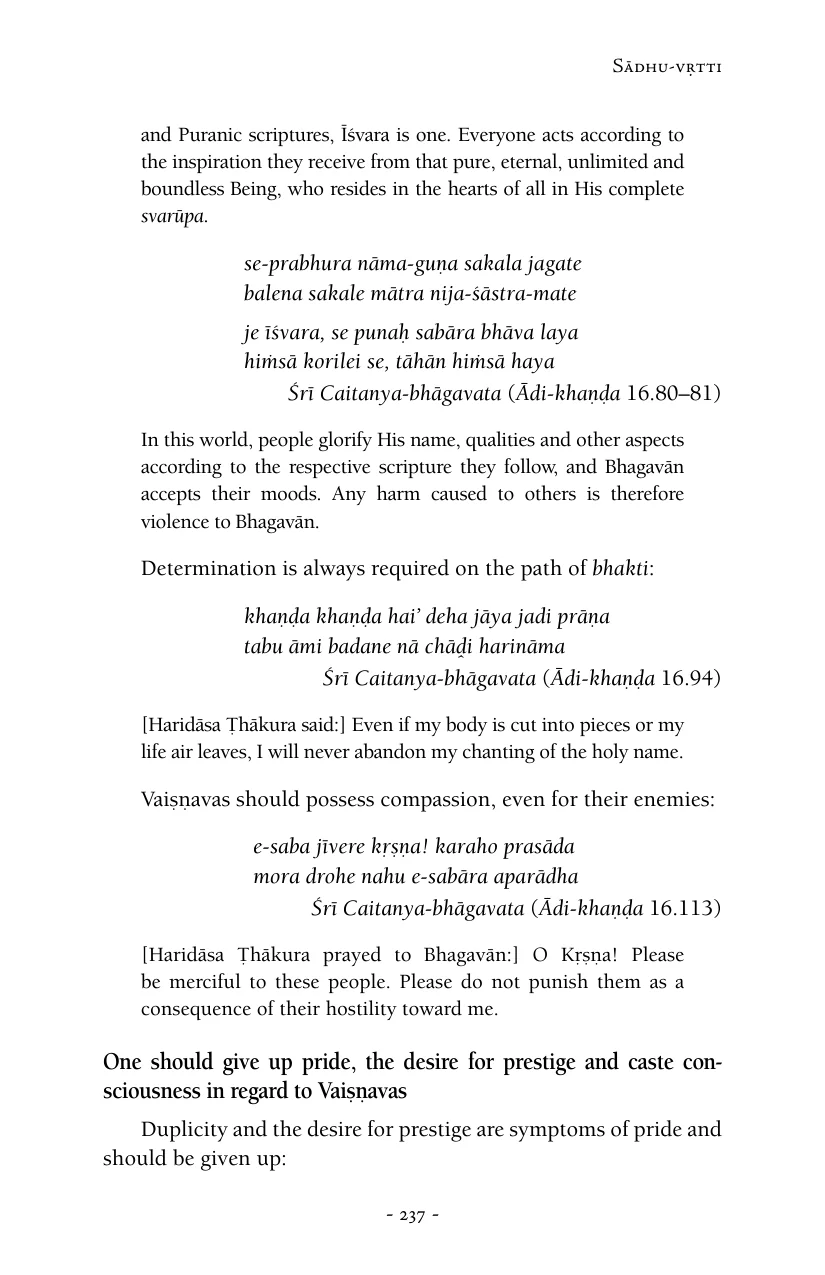 Sādhu-vṛtti
and Puranic scriptures, Īśvara is one. Everyone acts according to
the inspiration they receive from that pure, eternal, unlimited and
boundless Being, who resides in the hearts of all in His complete
svarūpa.
se-prabhura nāma-guṇa sakala jagate
balena sakale mātra nija-śāstra-mate
je īśvara, se punaḥ sabāra bhāva laya
hiṁsā korilei se, tāhān hiṁsā haya
Śrī Caitanya-bhāgavata (Ādi-khaṇḍa 16.80–81)
In this world, people glorify His name, qualities and other aspects
according to the respective scripture they follow, and Bhagavān
accepts their moods. Any harm caused to others is therefore
violence to Bhagavān.
Determination is always required on the path of bhakti:
khaṇḍa khaṇḍa hai’ deha jāya jadi prāṇa
tabu āmi badane nā chāḓi harināma
Śrī Caitanya-bhāgavata (Ādi-khaṇḍa 16.94)
[Haridāsa Ṭhākura said:] Even if my body is cut into pieces or my
life air leaves, I will never abandon my chanting of the holy name.
Vaiṣṇavas should possess compassion, even for their enemies:
e-saba jīvere kṛṣṇa! karaho prasāda
mora drohe nahu e-sabāra aparādha
Śrī Caitanya-bhāgavata (Ādi-khaṇḍa 16.113)
[Haridāsa Ṭhākura prayed to Bhagavān:] O Kṛṣṇa! Please
be merciful to these people. Please do not punish them as a
consequence of their hostility toward me.
One should give up pride, the desire for prestige and caste con-
sciousness in regard to Vaiṣṇavas
Duplicity and the desire for prestige are symptoms of pride and
should be given up:
- 237 -